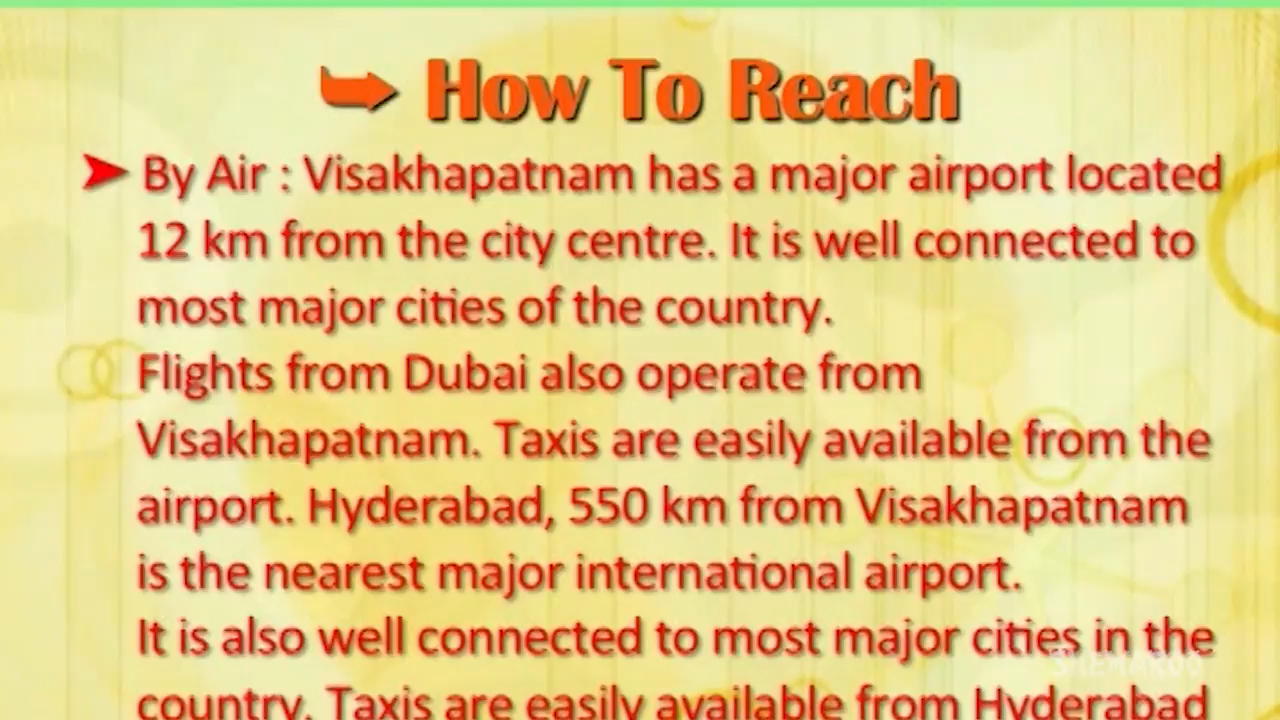 How To Reach
By Air : Visakhapatnam has a major airport located
12 km from the city centre. It is well connected to
most major cities of the country.
Flights from Dubai also operate from
Visakhapatnam. Taxis are easily available from the
airport. Hyderabad, 550 km from Visakhapatnam
is the nearest major international airport.
It is also well connected to most major cities in the
SHEMAROO
country. Taxis are easily available from Hyderabad